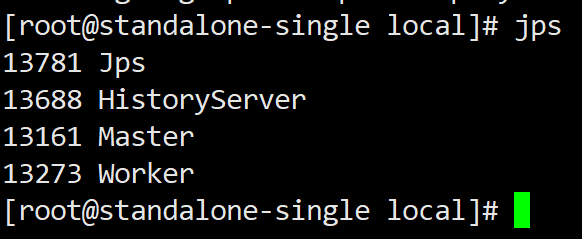 [root@standalone-single local]# jps
13781 Jps
13688 HistoryServer
13161 Master
13273 Worker
[root@standalone-single local]#